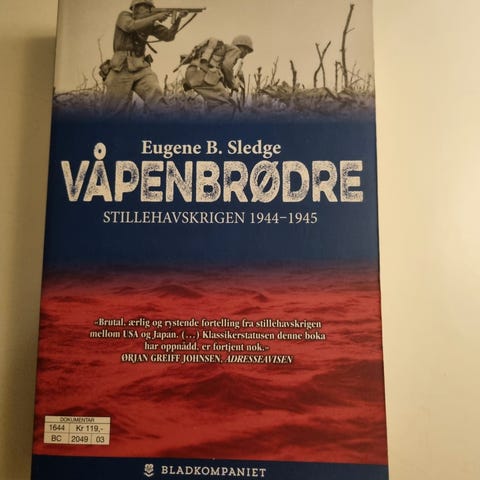 Eugene B. Sledge
VÅPENBRØDRE
STILLEHAVSKRIGEN 1944–1945
«Brutal, ærlig og rystende fortelling fra stillehavskrigen
mellom USA og Japan. (…) Klassikerstatusen denne boka
har oppnådd, er fortjent nok.»
ØRJAN GREIFF JOHNSEN, ADRESSEAVISEN
DOKUMENTAR
1644 Kr 119,-
BC 2049 03
BLADKOMPANIET